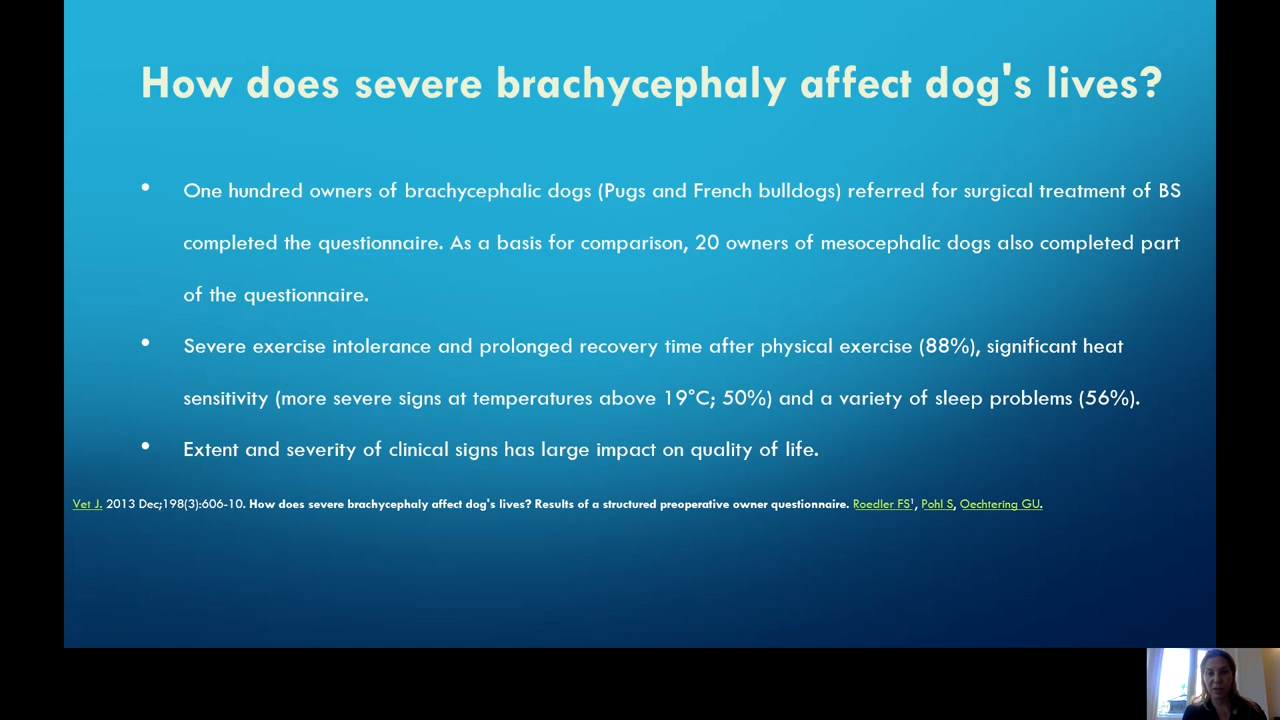 How does severe brachycephaly affect dog's lives?
• One hundred owners of brachycephalic dogs (Pugs and French bulldogs) referred for surgical treatment of BS
completed the questionnaire. As a basis for comparison, 20 owners of mesocephalic dogs also completed part
of the questionnaire.
• Severe exercise intolerance and prolonged recovery time after physical exercise (88%), significant heat
sensitivity (more severe signs at temperatures above 19°C; 50%) and a variety of sleep problems (56%).
• Extent and severity of clinical signs has large impact on quality of life.
Vet J. 2013 Dec;198(3):606-10. How does severe brachycephaly affect dog's lives? Results of a structured preoperative owner questionnaire. Roedler FS¹, Pohl S, Oechtering GU.